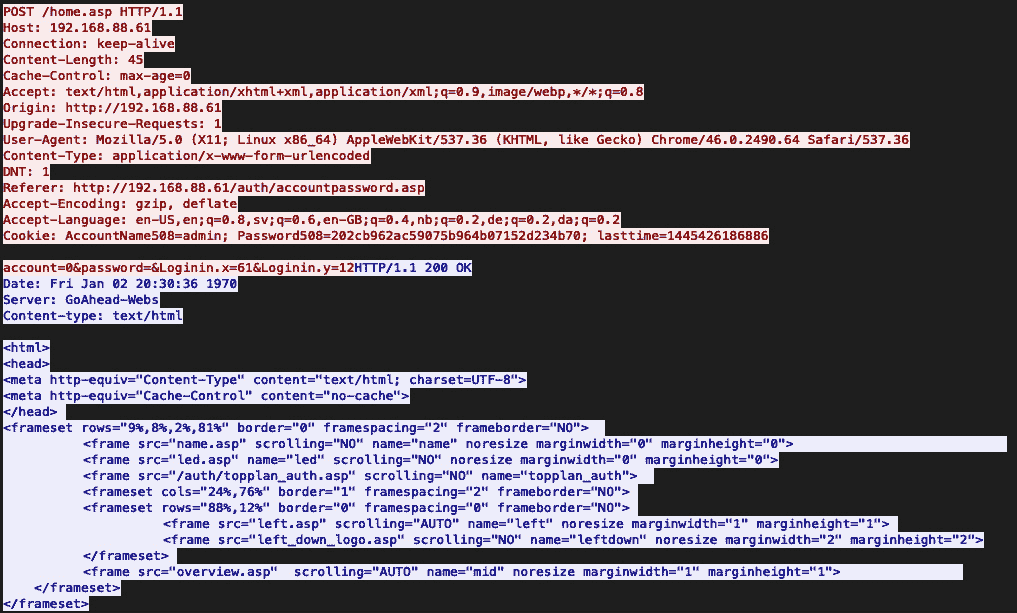 POST /home.asp HTTP/1.1
Host: 192.168.88.61
Connection: keep-alive
Content-Length: 45
Cache-Control: max-age=0
Accept: text/html,application/xhtml+xml,application/xml;q=0.9,image/webp,*/*;q=0.8
Origin: http://192.168.88.61
Upgrade-Insecure-Requests: 1
User-Agent: Mozilla/5.0 (X11; Linux x86_64) AppleWebKit/537.36 (KHTML, like Gecko) Chrome/46.0.2490.64 Safari/537.36
Content-Type: application/x-www-form-urlencoded
DNT: 1
Referer: http://192.168.88.61/auth/accountpassword.asp
Accept-Encoding: gzip, deflate
Accept-Language: en-US,en;q=0.8,sv;q=0.6,en-GB;q=0.4,nb;q=0.2,de;q=0.2,da;q=0.2
Cookie: AccountName508=admin; Password508=202cb962ac59075b964b07152d234b70; lasttime=1445426186886
account=0&password=&Loginin.x=61&Loginin.y=12HTTP/1.1 200 OK
Date: Fri Jan 02 20:30:36 1970
Server: GoAhead-Webs
Content-type: text/html
<html>
<head>
<meta http-equiv="Content-Type" content="text/html; charset=UTF-8">
<meta http-equiv="Cache-Control" content="no-cache">
</head>
<frameset rows="9%,8%,2%,81%" border="0" framespacing="2" frameborder="NO">
<frame src="name.asp" scrolling="NO" name="name" noresize marginwidth="0" marginheight="0">
<frame src="led.asp" name="led" scrolling="NO" noresize marginwidth="0" marginheight="0">
<frame src="/auth/topplan_auth.asp" scrolling="NO" name="topplan_auth">
<frameset cols="24%,76%" border="1" framespacing="2" frameborder="NO">
<frameset rows="88%,12%" border="0" framespacing="0" frameborder="NO">
<frame src="left.asp" scrolling="AUTO" name="left" noresize marginwidth="1" marginheight="1">
<frame src="left_down_logo.asp" scrolling="NO" name="leftdown" noresize marginwidth="2" marginheight="2">
</frameset>
<frame src="overview.asp"  scrolling="AUTO" name="mid" noresize marginwidth="1" marginheight="1">
</frameset>
</frameset>